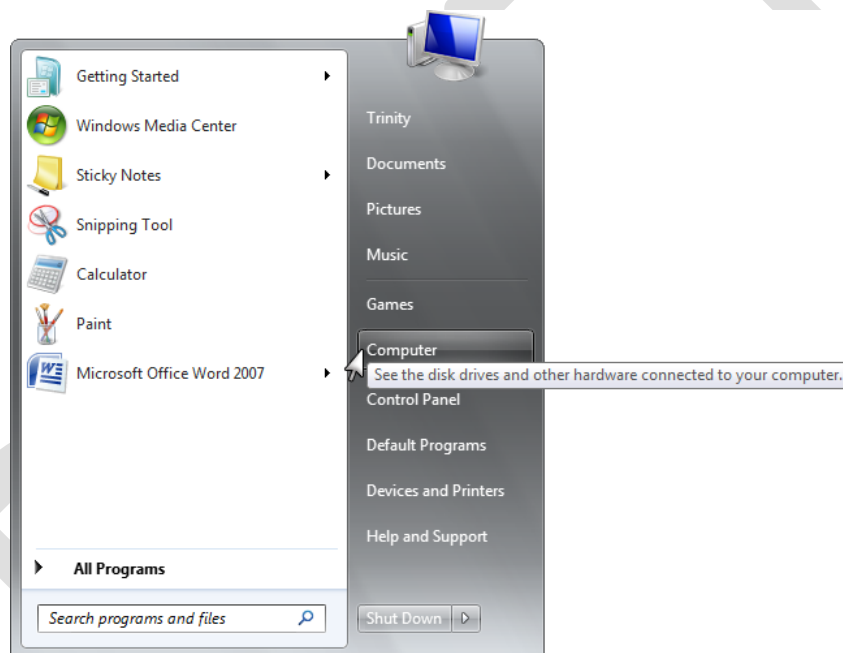 Getting Started
Windows Media Center
Sticky Notes
Snipping Tool
Calculator
Paint
Microsoft Office Word 2007
All Programs
Search programs and files
Trinity
Documents
Pictures
Music
Games
Computer
See the disk drives and other hardware connected to your computer.
Control Panel
Default Programs
Devices and Printers
Help and Support
Shut Down